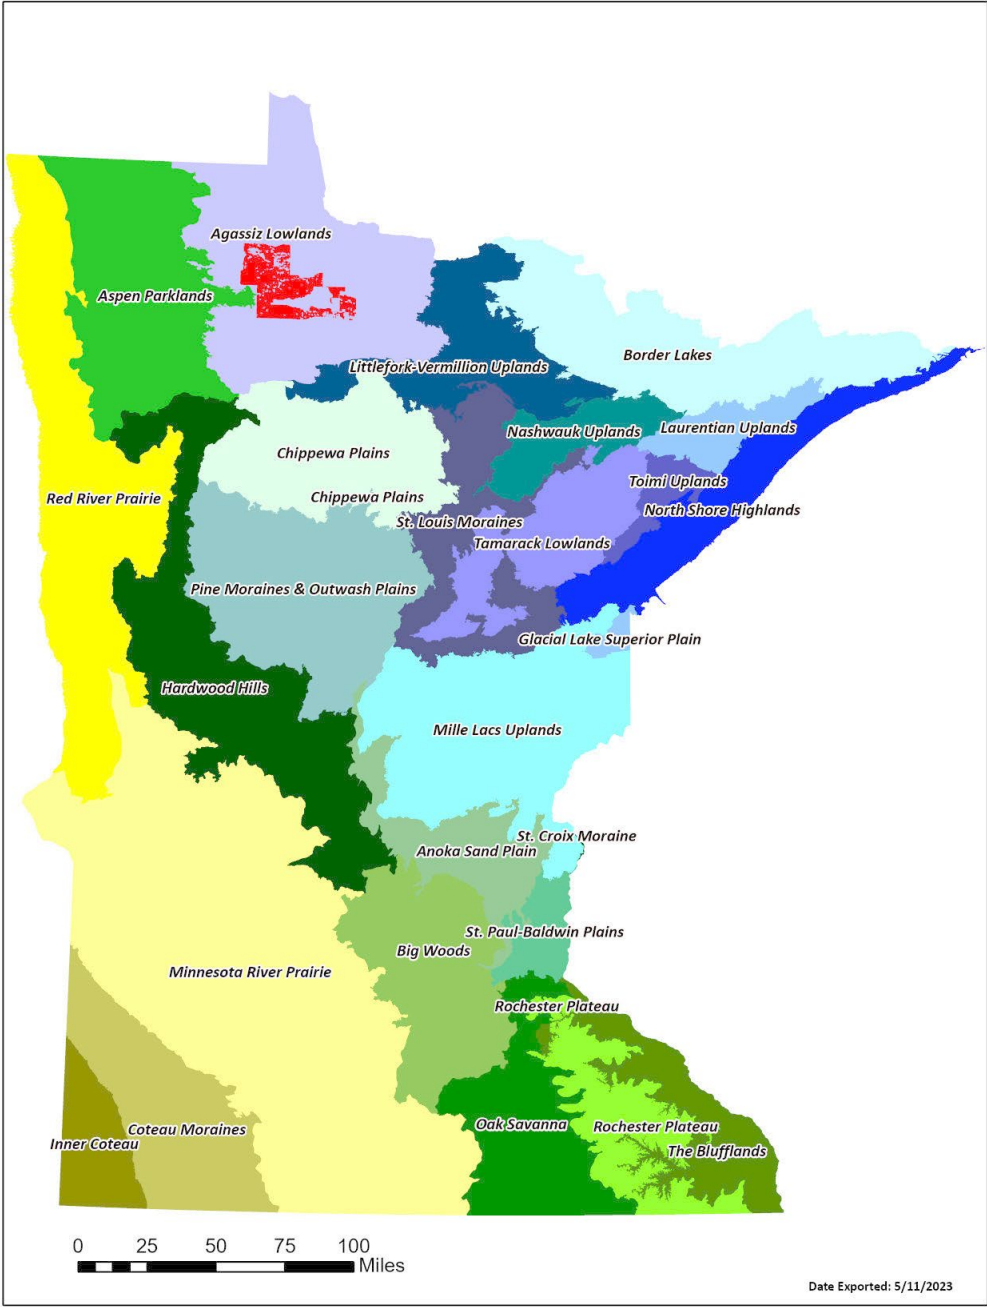 Agassiz Lowlands
Aspen Parklands
Border Lakes
Littlefork-Vermillion Uplands
Laurentian Uplands
Nashwauk Uplands
Chippewa Plains
Toimi Uplands
Red River Prairie
Chippewa Plains
North Shore Highlands
St. Louis Moraines
Tamarack Lowlands
Pine Moraines & Outwash Plains
Glacial Lake Superior Plain
Hardwood Hills
Mille Lacs Uplands
St. Croix Moraine
Anoka Sand Plain
St. Paul-Baldwin Plains
Big Woods
Minnesota River Prairie
Rochester Plateau
Oak Savanna
Rochester Plateau
Coteau Moraines
Inner Coteau
The Blufflands
0 25 50 75 100
Miles
Date Exported: 5/11/2023